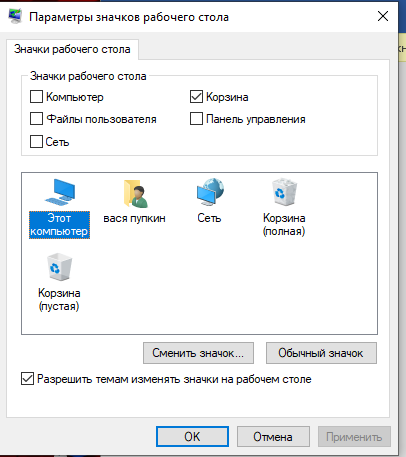 Параметры значков рабочего стола
Значки рабочего стола
Значки рабочего стола
Компьютер
Корзина
Файлы пользователя
Панель управления
Сеть
Этот компьютер
вася пупкин
Сеть
Корзина (полная)
Корзина (пустая)
Сменить значок...
Обычный значок
Разрешить темам изменять значки на рабочем столе
OK
Отмена
Применить